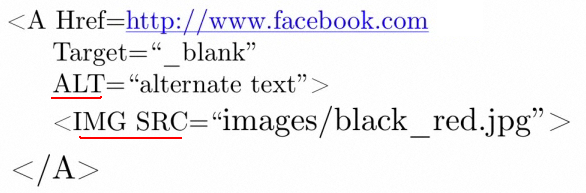 <A Href=http://www.facebook.com
Target=“_blank”
ALT=“alternate text”>
<IMG SRC=“images/black_red.jpg”>
</A>